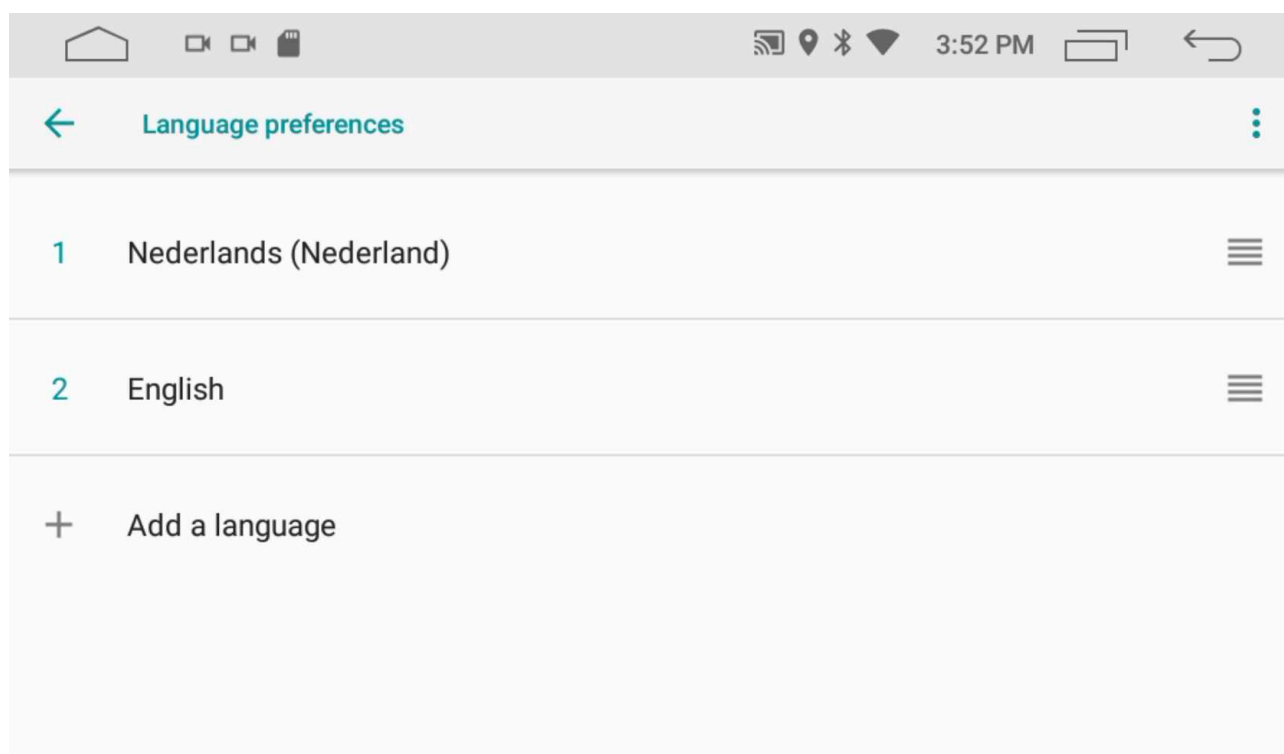 3:52 PM
Language preferences
1 Nederlands (Nederland)
2 English
Add a language